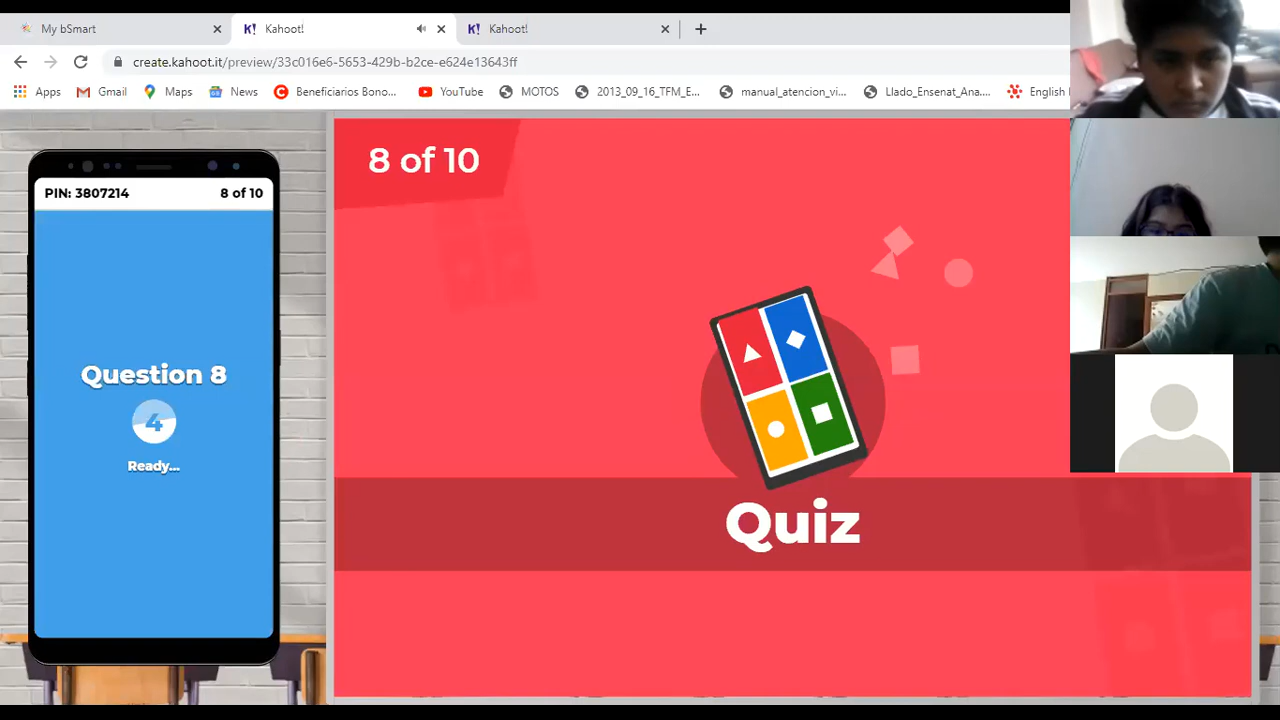 My bSmart
K! Kahoot!
K! Kahoot!
create.kahoot.it/preview/33c016e6-5653-429b-b2ce-e624e13643ff
Apps
Gmail
Maps
News
Beneficiarios Bono...
YouTube
MOTOS
2013_09_16_TFM_E...
manual_atencion_vi...
Llado_Ensenat_Ana....
English
PIN: 3807214
8 of 10
Question 8
4
Ready...
8 of 10
Quiz